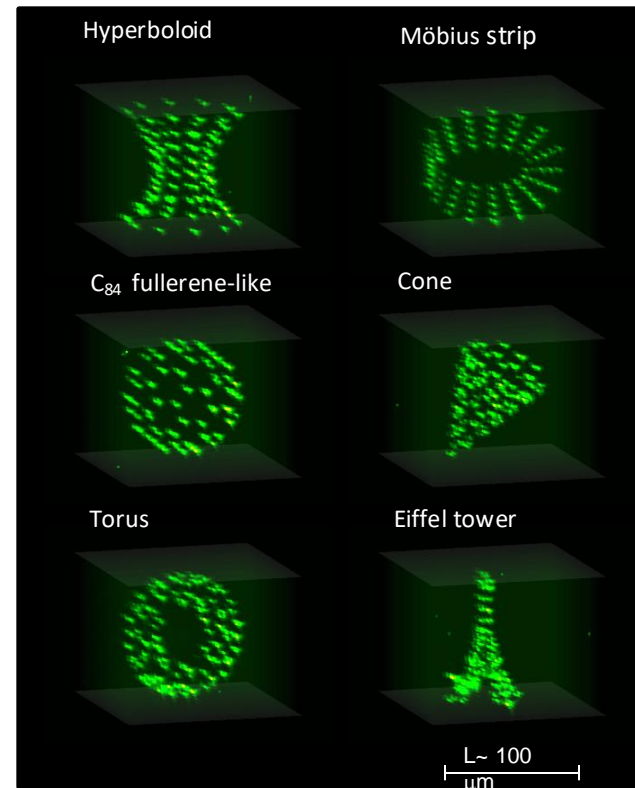 Hyperboloid
Möbius strip
C₈₄ fullerene-like
Cone
Torus
Eiffel tower
L~ 100
µm